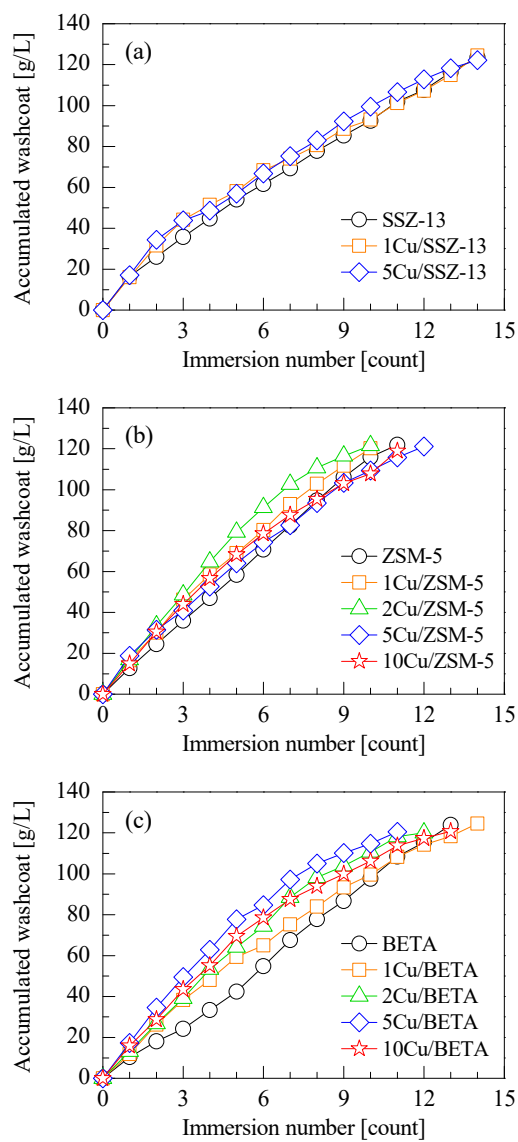 140
(a)
120
100
80
60
SSZ-13
40
1Cu/SSZ-13
20
5Cu/SSZ-13
0
0 3 6 9 12 15
Accumulated washcoat [g/L]
Immersion number [count]
140
(b)
120
100
80
ZSM-5
60
1Cu/ZSM-5
40
2Cu/ZSM-5
20
5Cu/ZSM-5
0
10Cu/ZSM-5
0 3 6 9 12 15
Accumulated washcoat [g/L]
Immersion number [count]
140
(c)
120
100
80
BETA
60
1Cu/BETA
40
2Cu/BETA
20
5Cu/BETA
0
10Cu/BETA
0 3 6 9 12 15
Accumulated washcoat [g/L]
Immersion number [count]